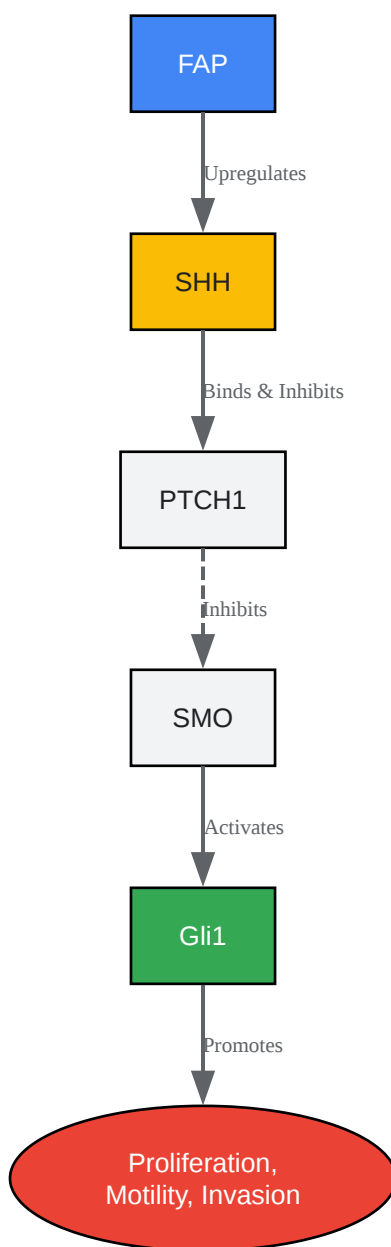 FAP
Upregulates
SHH
Binds & Inhibits
PTCH1
Inhibits
SMO
Activates
Gli1
Promotes
Proliferation,
Motility, Invasion